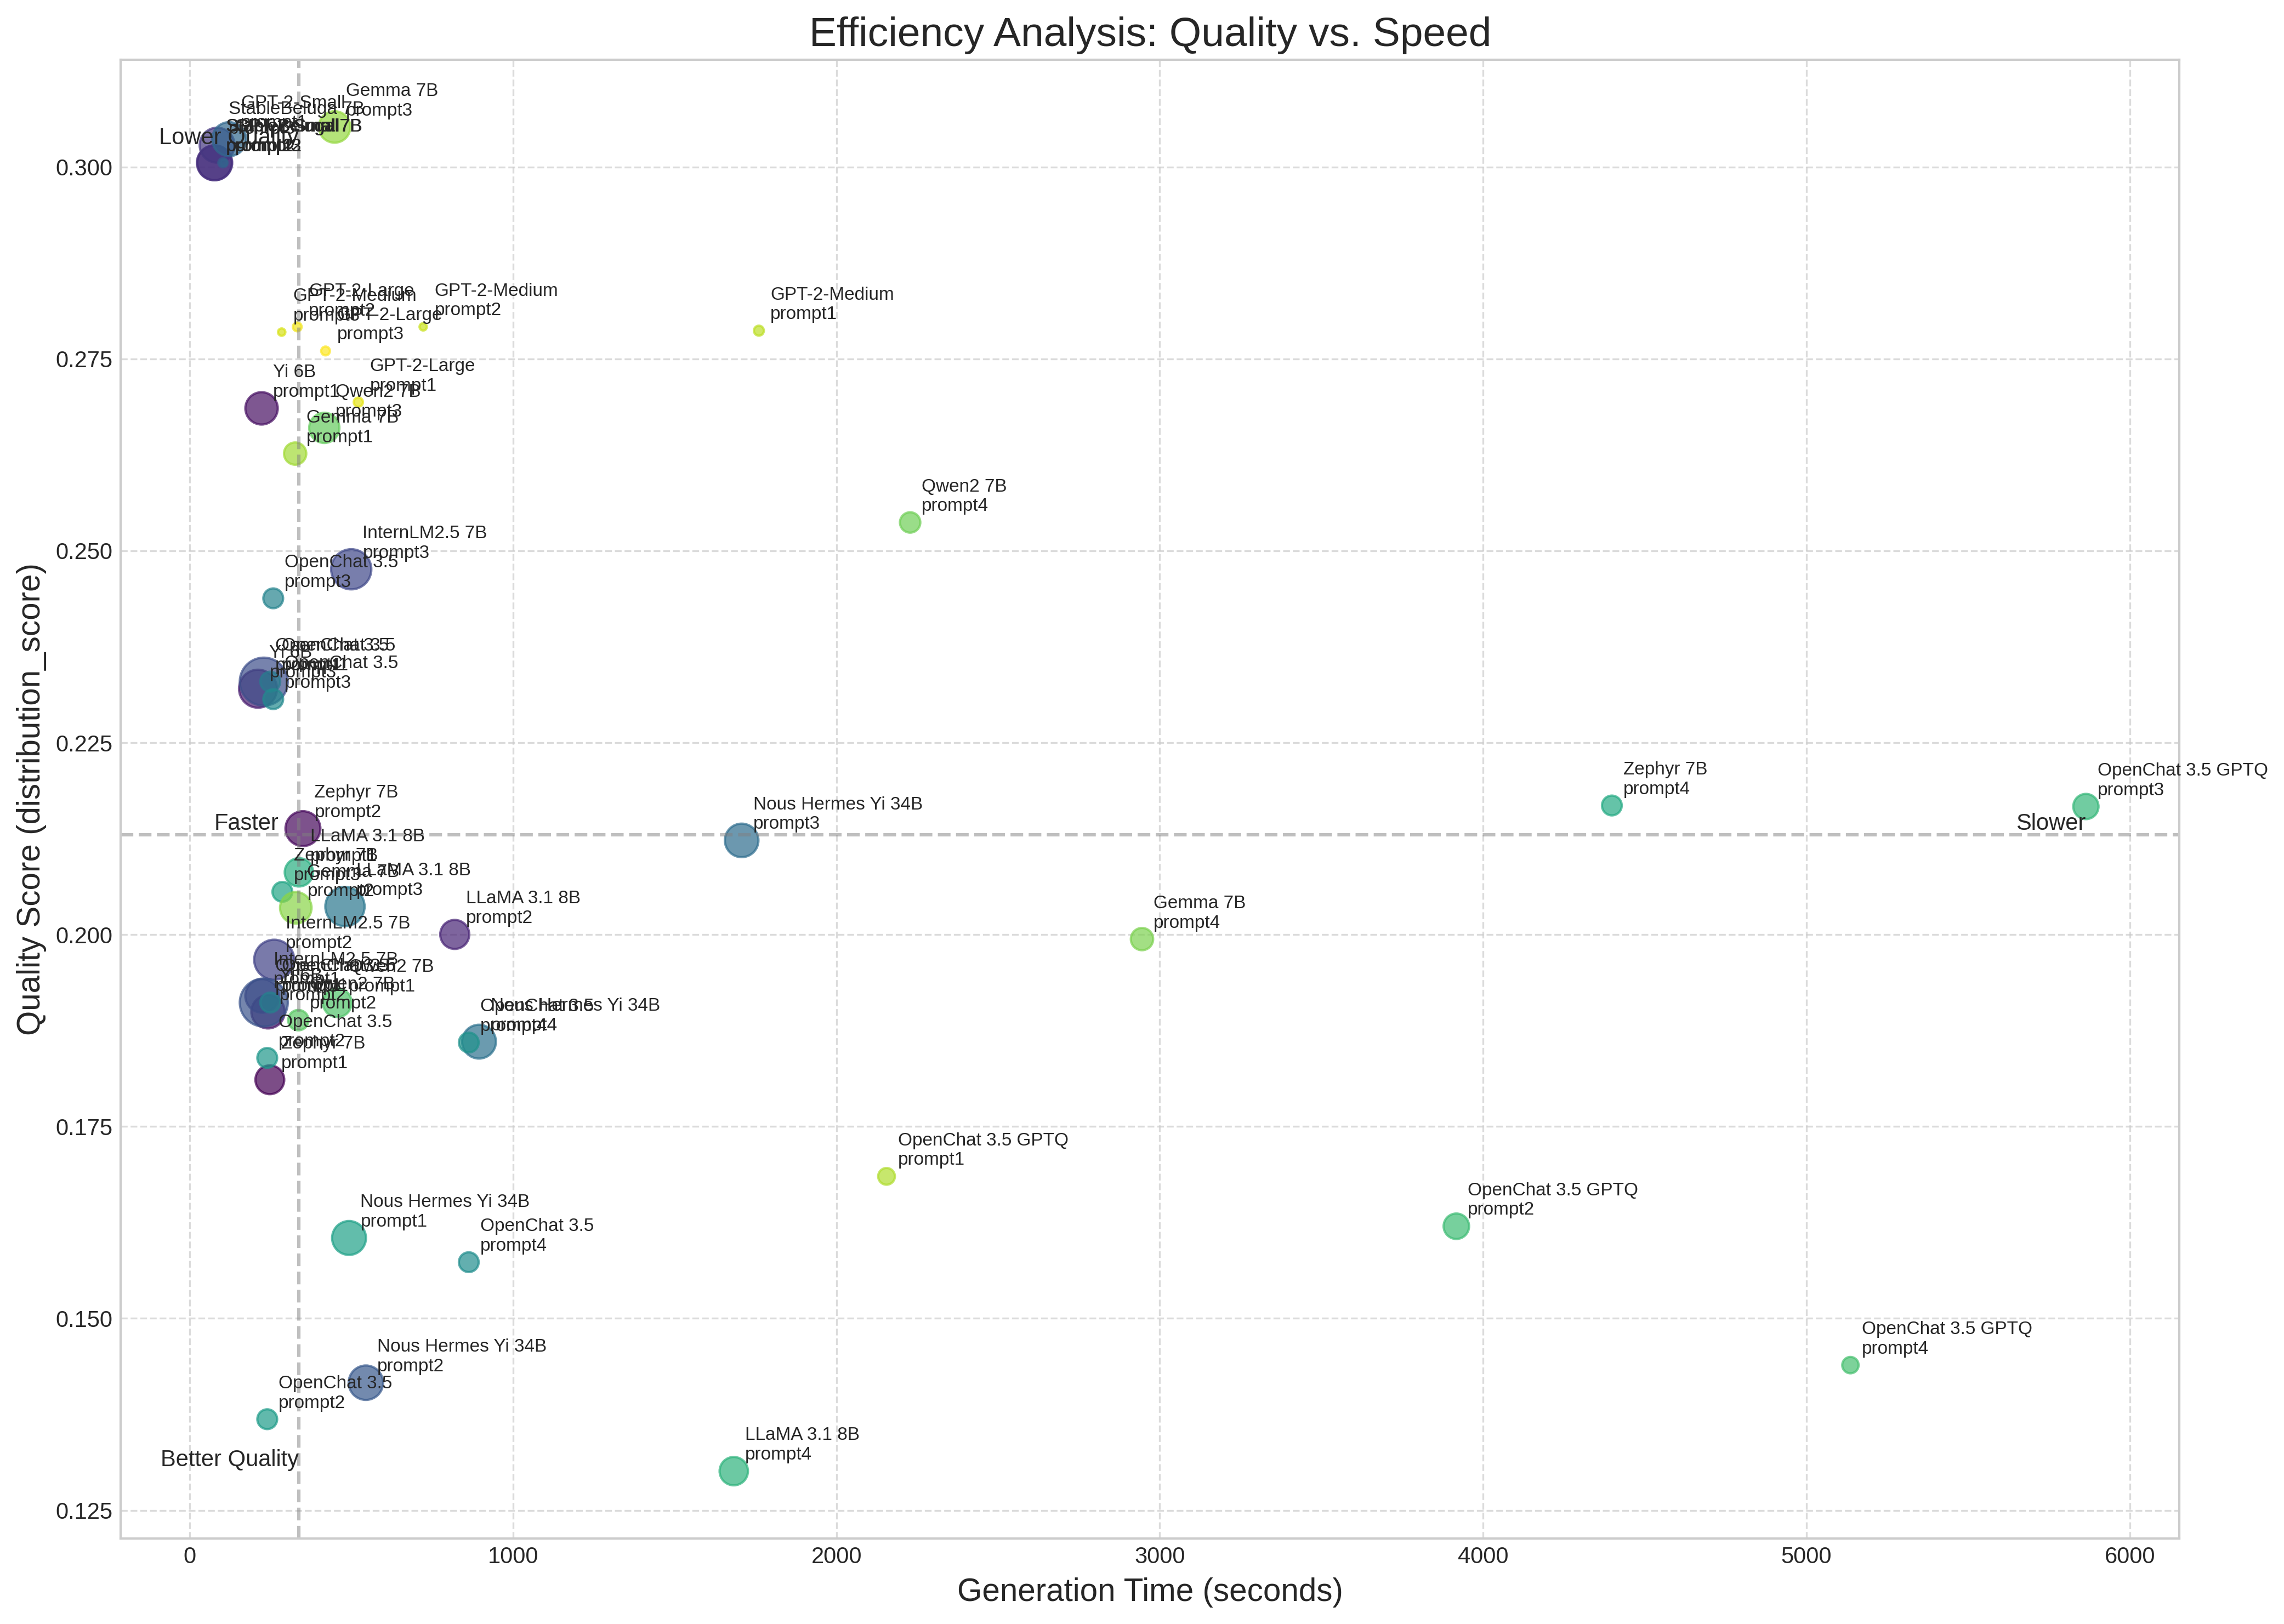 Efficiency Analysis: Quality vs. Speed
Quality Score (distribution_score)
Generation Time (seconds)
0.300
0.275
0.250
0.225
0.200
0.175
0.150
0.125
0
1000
2000
3000
4000
5000
6000
Lower Quality
Better Quality
Faster
Slower
Gemma 7B
prompt3
GPT-2-Small
prompt1
StableBeluga 7B
GPT-2-Large
prompt2
GPT-2-Medium
GPT-2-Medium
prompt2
GPT-2-Medium
prompt1
GPT-2-Large
prompt3
GPT-2-Large
prompt1
Yi 6B
prompt1
Qwen2 7B
prompt3
Gemma 7B
prompt1
Qwen2 7B
prompt4
InternLM2.5 7B
prompt3
OpenChat 3.5
prompt3
OpenChat 3.5
Yi 6B
prompt3
OpenChat 3.5
prompt3
Zephyr 7B
prompt2
LLaMA 3.1 8B
prompt1
Zephyr 7B
prompt3
Gemma 7B
prompt2
LLaMA 3.1 8B
prompt3
LLaMA 3.1 8B
prompt2
Nous Hermes Yi 34B
prompt3
Zephyr 7B
prompt4
OpenChat 3.5 GPTQ
prompt3
Gemma 7B
prompt4
InternLM2.5 7B
prompt2
InternLM2.5 7B
prompt1
Qwen2 7B
prompt1
Qwen2 7B
prompt2
OpenChat 3.5
prompt2
Zephyr 7B
prompt1
OpenChat 3.5
prompt4
Nous Hermes Yi 34B
prompt4
OpenChat 3.5 GPTQ
prompt1
Nous Hermes Yi 34B
prompt1
OpenChat 3.5
prompt4
OpenChat 3.5 GPTQ
prompt2
Nous Hermes Yi 34B
prompt2
OpenChat 3.5
prompt2
OpenChat 3.5 GPTQ
prompt4
LLaMA 3.1 8B
prompt4